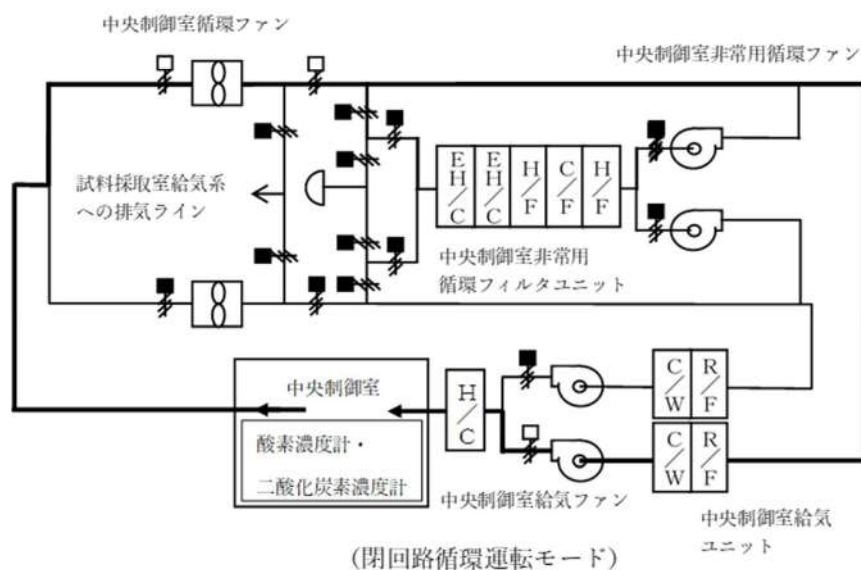 中央制御室循環ファン
中央制御室非常用循環ファン
試料採取室給気系
への排気ライン
EH/C
EH/C
H/F
C/F
H/F
中央制御室非常用
循環フィルタユニット
中央制御室
酸素濃度計・
二酸化炭素濃度計
H/C
C/W
R/F
C/W
R/F
中央制御室給気ファン
中央制御室給気
ユニット
(閉回路循環運転モード)